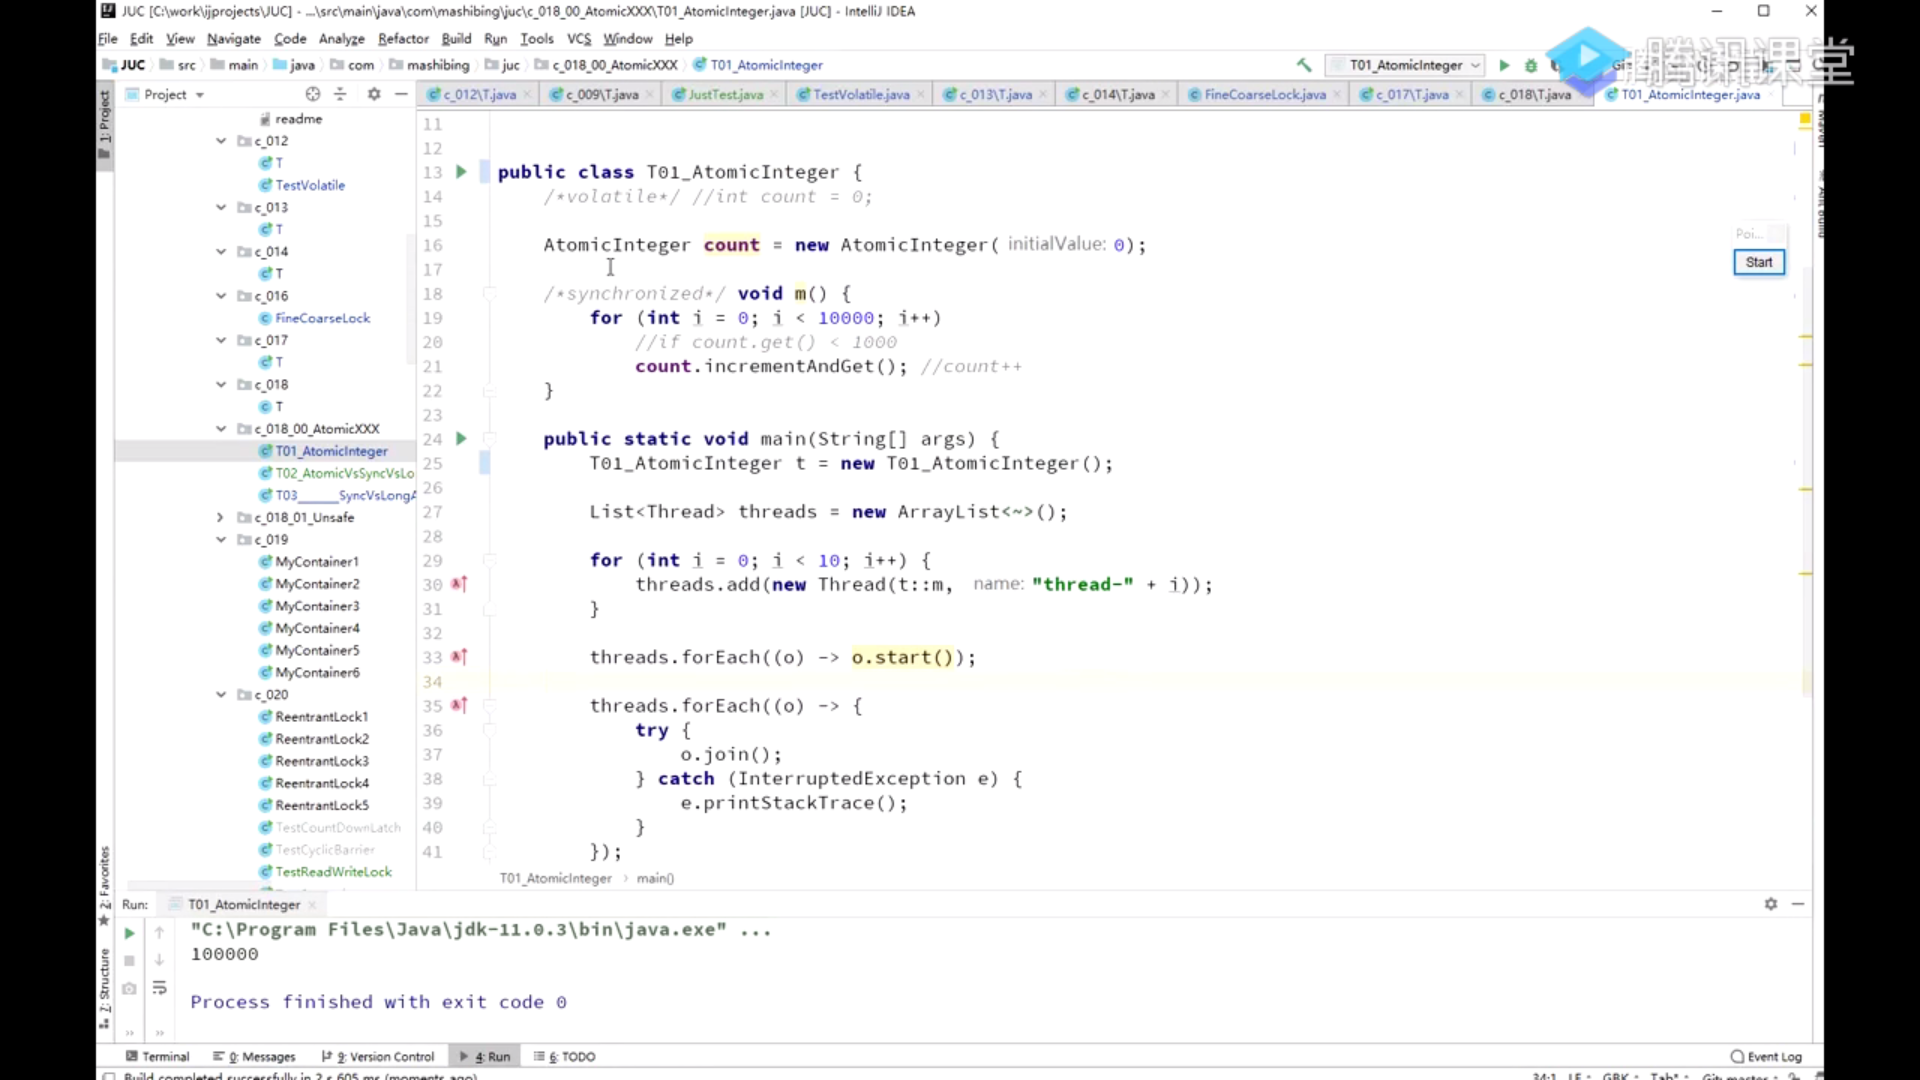 JUC [C:\work\ijprojects\JUC] - ...\src\main\java\com\mashibing\juc\c_018_00_AtomicXXX\T01_AtomicInteger.java [JUC] - IntelliJ IDEA
File Edit View Navigate Code Analyze Refactor Build Run Tools VCS Window Help
JUC src main java com mashibing juc c_018_00_AtomicXXX T01_AtomicInteger T01_AtomicInteger
腾讯课堂
1: Project
Project
c_012\T.java c_009\T.java JustTest.java TestVolatile.java c_013\T.java c_014\T.java FineCoarseLock.java c_017\T.java c_018\T.java T01_AtomicInteger.java
readme
c_012
T
TestVolatile
c_013
T
c_014
T
c_016
FineCoarseLock
c_017
T
c_018
T
c_018_00_AtomicXXX
T01_AtomicInteger
T02_AtomicVsSyncVsLo
T03______SyncVsLongA
c_018_01_Unsafe
c_019
MyContainer1
MyContainer2
MyContainer3
MyContainer4
MyContainer5
MyContainer6
c_020
ReentrantLock1
ReentrantLock2
ReentrantLock3
ReentrantLock4
ReentrantLock5
TestCountDownLatch
TestCyclicBarrier
TestReadWriteLock
11
12
13 public class T01_AtomicInteger {
14 /*volatile*/ //int count = 0;
15
16 AtomicInteger count = new AtomicInteger( initialValue: 0);
17
18 /*synchronized*/ void m() {
19 for (int i = 0; i < 10000; i++)
20 //if count.get() < 1000
21 count.incrementAndGet(); //count++
22 }
23
24 public static void main(String[] args) {
25 T01_AtomicInteger t = new T01_AtomicInteger();
26
27 List<Thread> threads = new ArrayList<~>();
28
29 for (int i = 0; i < 10; i++) {
30 threads.add(new Thread(t::m, name: "thread-" + i));
31 }
32
33 threads.forEach((o) -> o.start());
34
35 threads.forEach((o) -> {
36 try {
37 o.join();
38 } catch (InterruptedException e) {
39 e.printStackTrace();
40 }
41 });
T01_AtomicInteger › main()
Poi...
Start
Maven
2: Favorites
7: Structure
Run: T01_AtomicInteger
"C:\Program Files\Java\jdk-11.0.3\bin\java.exe" ...
100000
Process finished with exit code 0
Terminal 0: Messages 9: Version Control 4: Run 6: TODO Event Log
Build completed successfully in 2 s 605 ms (moments ago) 34:1 LF GBK Tab* Git: master